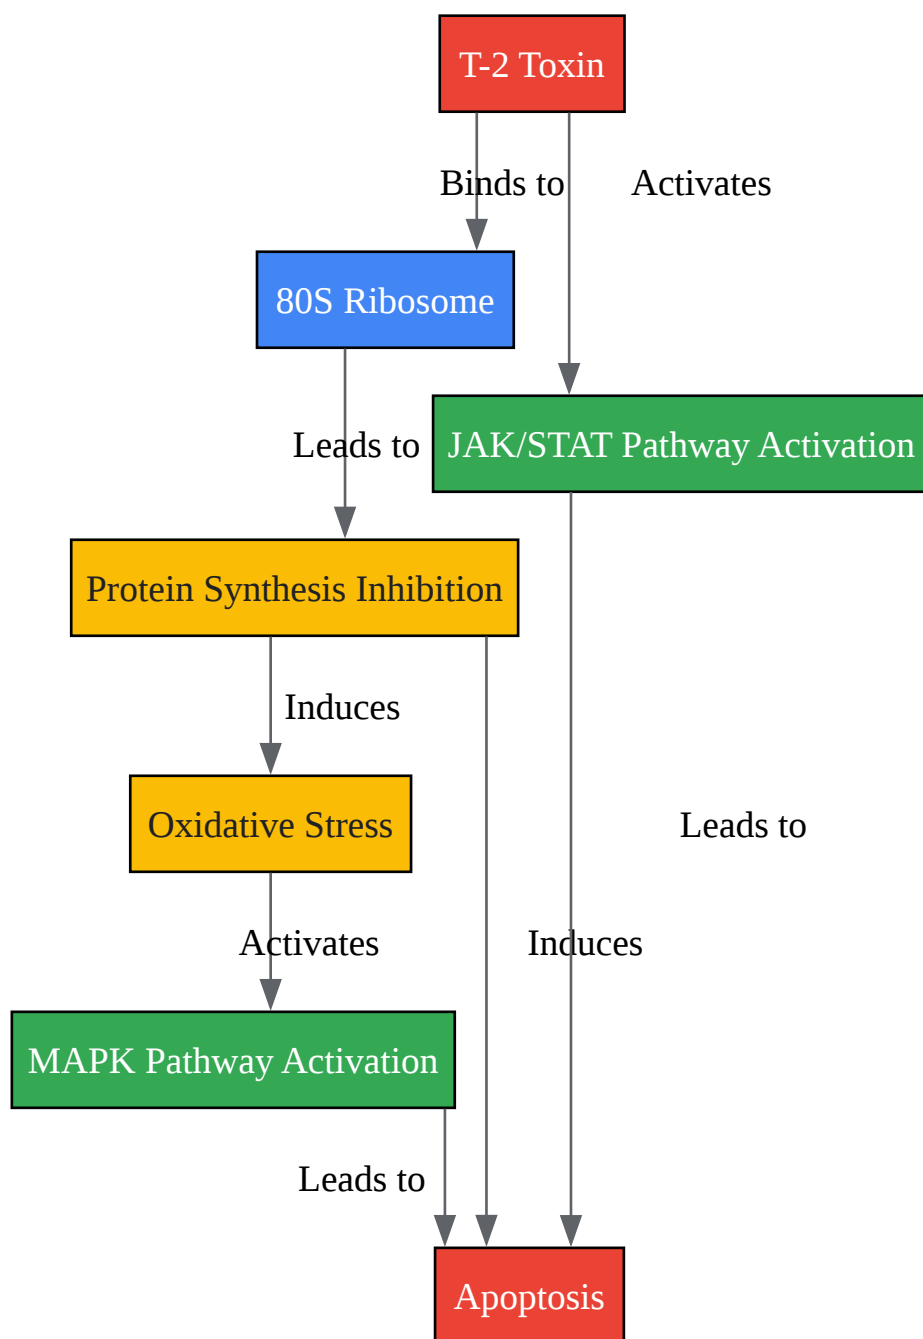 T-2 Toxin
Binds to
Activates
80S Ribosome
Leads to
JAK/STAT Pathway Activation
Protein Synthesis Inhibition
Induces
Oxidative Stress
Leads to
Activates
Induces
MAPK Pathway Activation
Leads to
Apoptosis